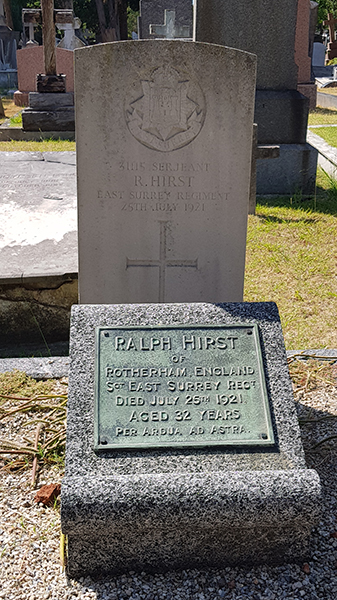 31115 SERJEANT
R. HIRST
EAST SURREY REGIMENT
25TH JULY 1921
RALPH HIRST
OF
ROTHERHAM, ENGLAND
SGT EAST SURREY REGT
DIED JULY 25TH 1921
AGED 32 YEARS
PER ARDUA AD ASTRA